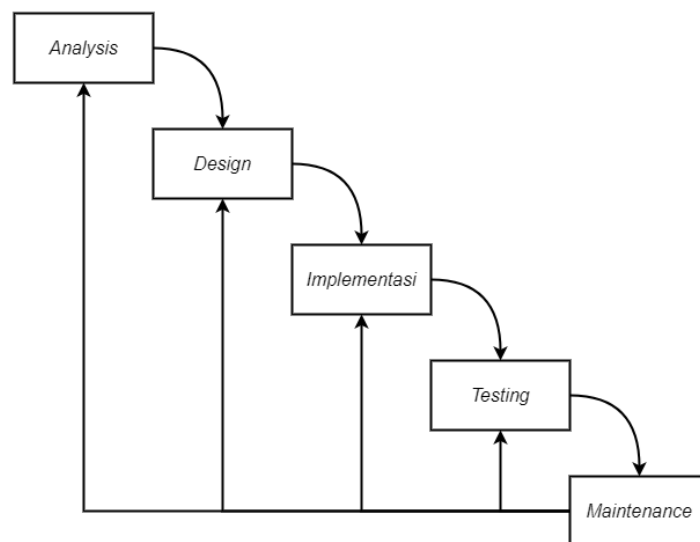 Analysis
Design
Implementasi
Testing
Maintenance